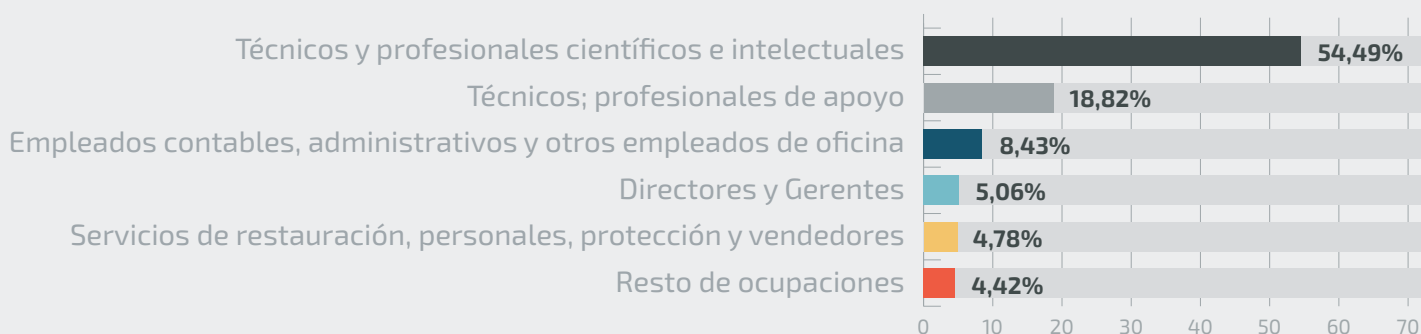 Técnicos y profesionales científicos e intelectuales 54,49%
Técnicos; profesionales de apoyo 18,82%
Empleados contables, administrativos y otros empleados de oficina 8,43%
Directores y Gerentes 5,06%
Servicios de restauración, personales, protección y vendedores 4,78%
Resto de ocupaciones 4,42%
0 10 20 30 40 50 60 70